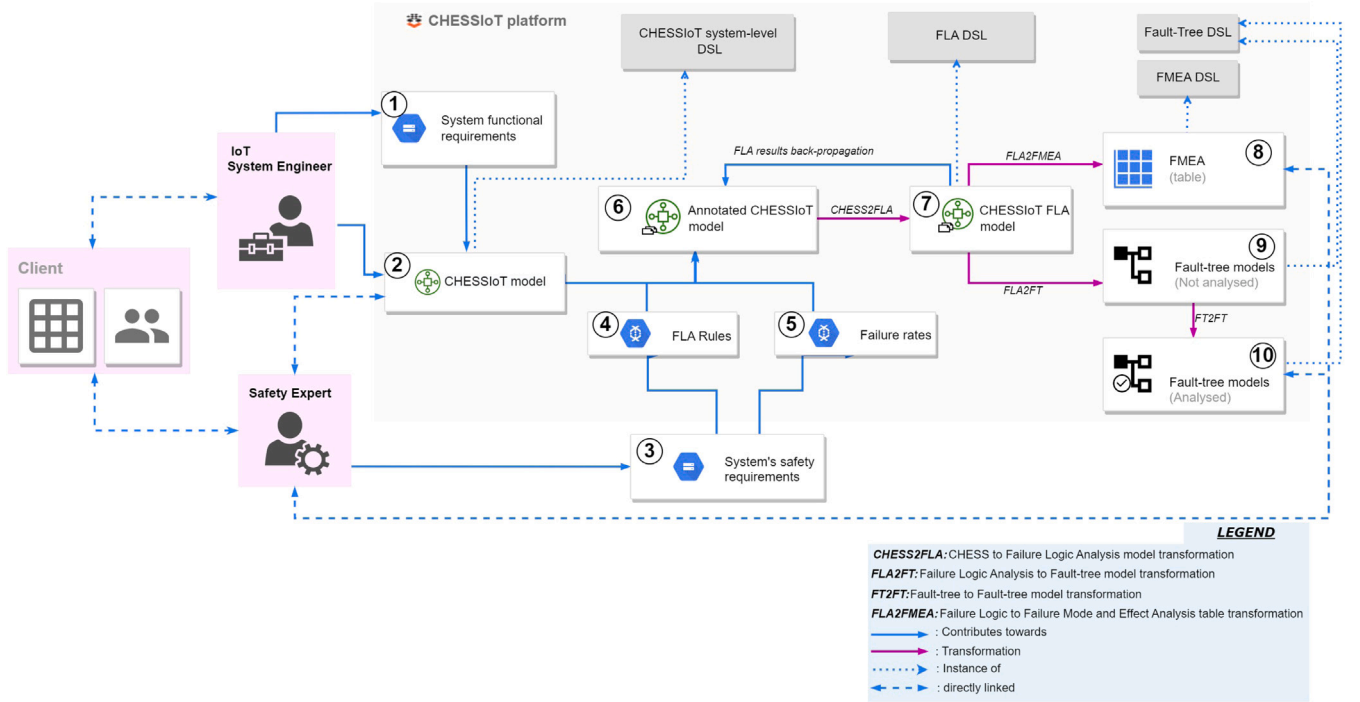 CHESSIoT platform
CHESSIoT system-level
DSL
FLA DSL
Fault-Tree DSL
FMEA DSL
1
System functional
requirements
IoT
System Engineer
FLA results back-propagation
FLA2FMEA
8
FMEA
(table)
6
Annotated CHESSIoT
model
CHESS2FLA
7
CHESSIoT FLA
model
Client
2
CHESSIoT model
FLA2FT
9
Fault-tree models
(Not analysed)
4
FLA Rules
5
Failure rates
FT2FT
10
Fault-tree models
(Analysed)
Safety Expert
3
System's safety
requirements
LEGEND
CHESS2FLA: CHESS to Failure Logic Analysis model transformation
FLA2FT: Failure Logic Analysis to Fault-tree model transformation
FT2FT: Fault-tree to Fault-tree model transformation
FLA2FMEA: Failure Logic to Failure Mode and Effect Analysis table transformation
: Contributes towards
: Transformation
: Instance of
: directly linked